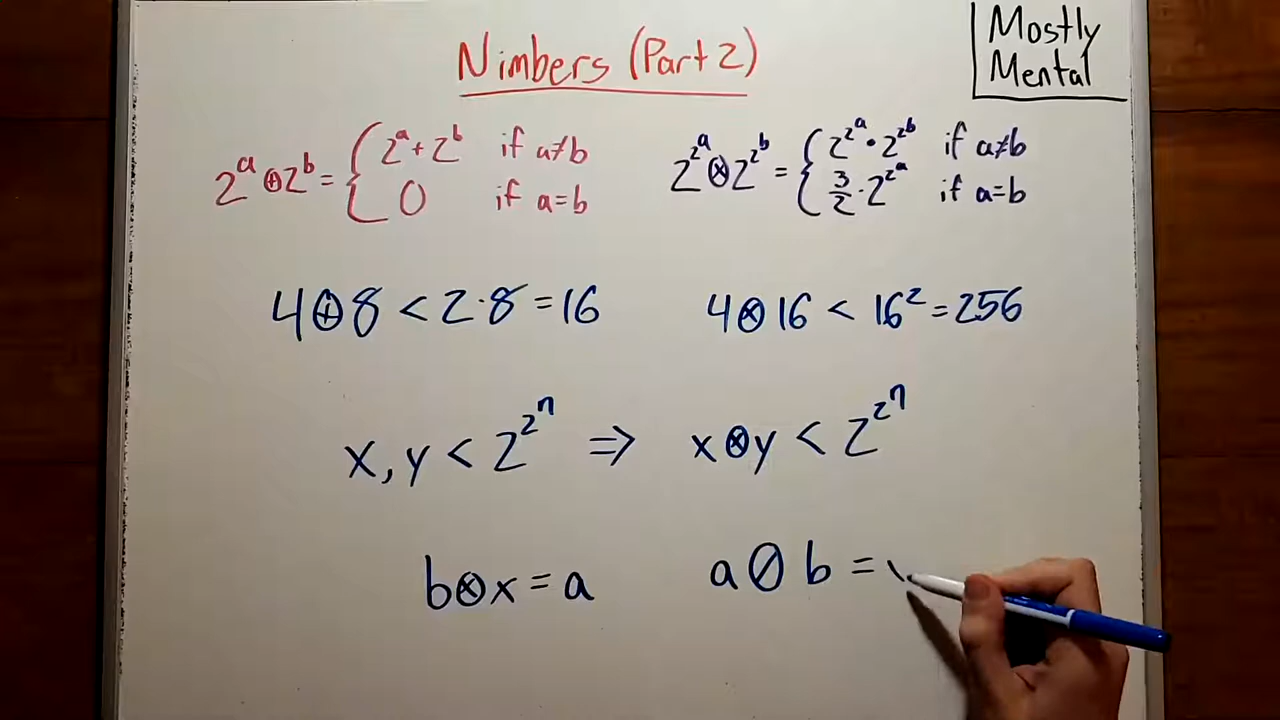 Nimbers (Part 2)
Mostly
Mental
2^a ⊕ 2^b = { 2^a + 2^b if a≠b
0 if a=b
2^2^a ⊗ 2^2^b = { 2^2^a · 2^2^b if a≠b
3/2 · 2^2^a if a=b
4⊕8 < 2·8 = 16
4⊗16 < 16² = 256
x, y < 2^2^n ⇒ x⊗y < 2^2^n
b⊗x = a
a⊘b =